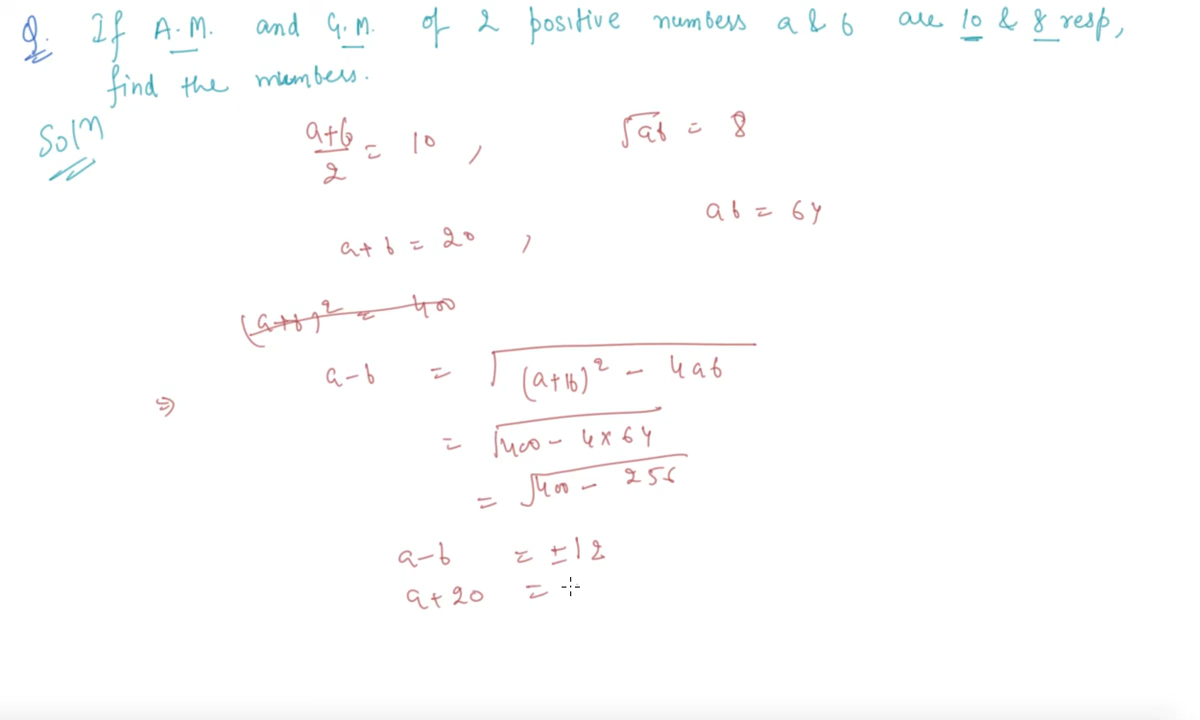 Q. If A.M. and G.M. of 2 positive numbers a & b are 10 & 8 resp,
find the numbers.
Soln
a+b/2 = 10 , √ab = 8
ab = 64
a+b = 20 ,
(a+b)² = 400
a-b = √(a+b)² - 4ab
⇒
= √400 - 4×64
= √400 - 256
a-b = ±12
a+20 =